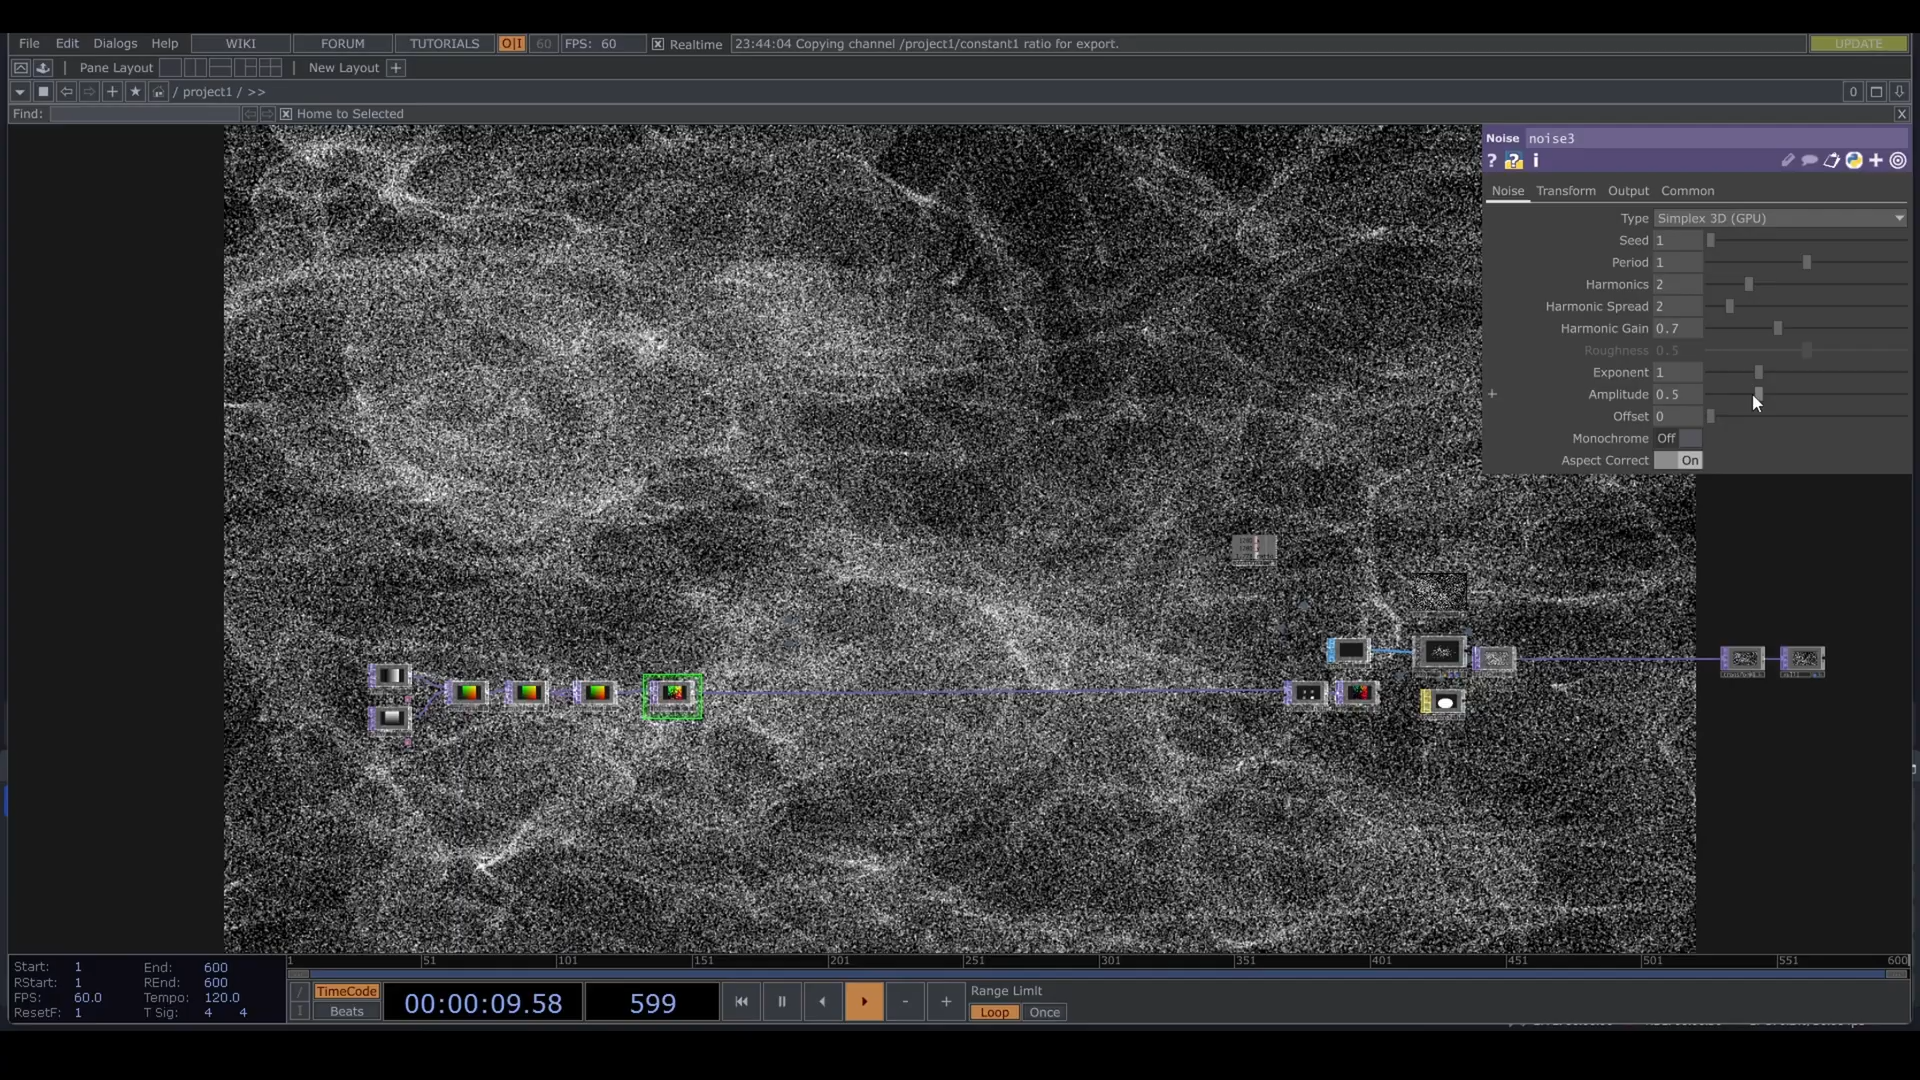 File Edit Dialogs Help WIKI FORUM TUTORIALS O|I 60 FPS: 60 Realtime 23:44:04 Copying channel /project1/constant1 ratio for export. UPDATE
Pane Layout New Layout +
/ project1 / >> 0
Find: Home to Selected X
Noise noise3
? ? i
Noise Transform Output Common
Type Simplex 3D (GPU)
Seed 1
Period 1
Harmonics 2
Harmonic Spread 2
Harmonic Gain 0.7
Roughness 0.5
Exponent 1
+ Amplitude 0.5
Offset 0
Monochrome Off
Aspect Correct On
1 51 101 151 201 251 301 351 401 451 501 551 600
Start: 1 End: 600
RStart: 1 REnd: 600
FPS: 60.0 Tempo: 120.0
ResetF: 1 T Sig: 4 4
TimeCode
Beats
00:00:09.58 599
- +
Range Limit
Loop Once